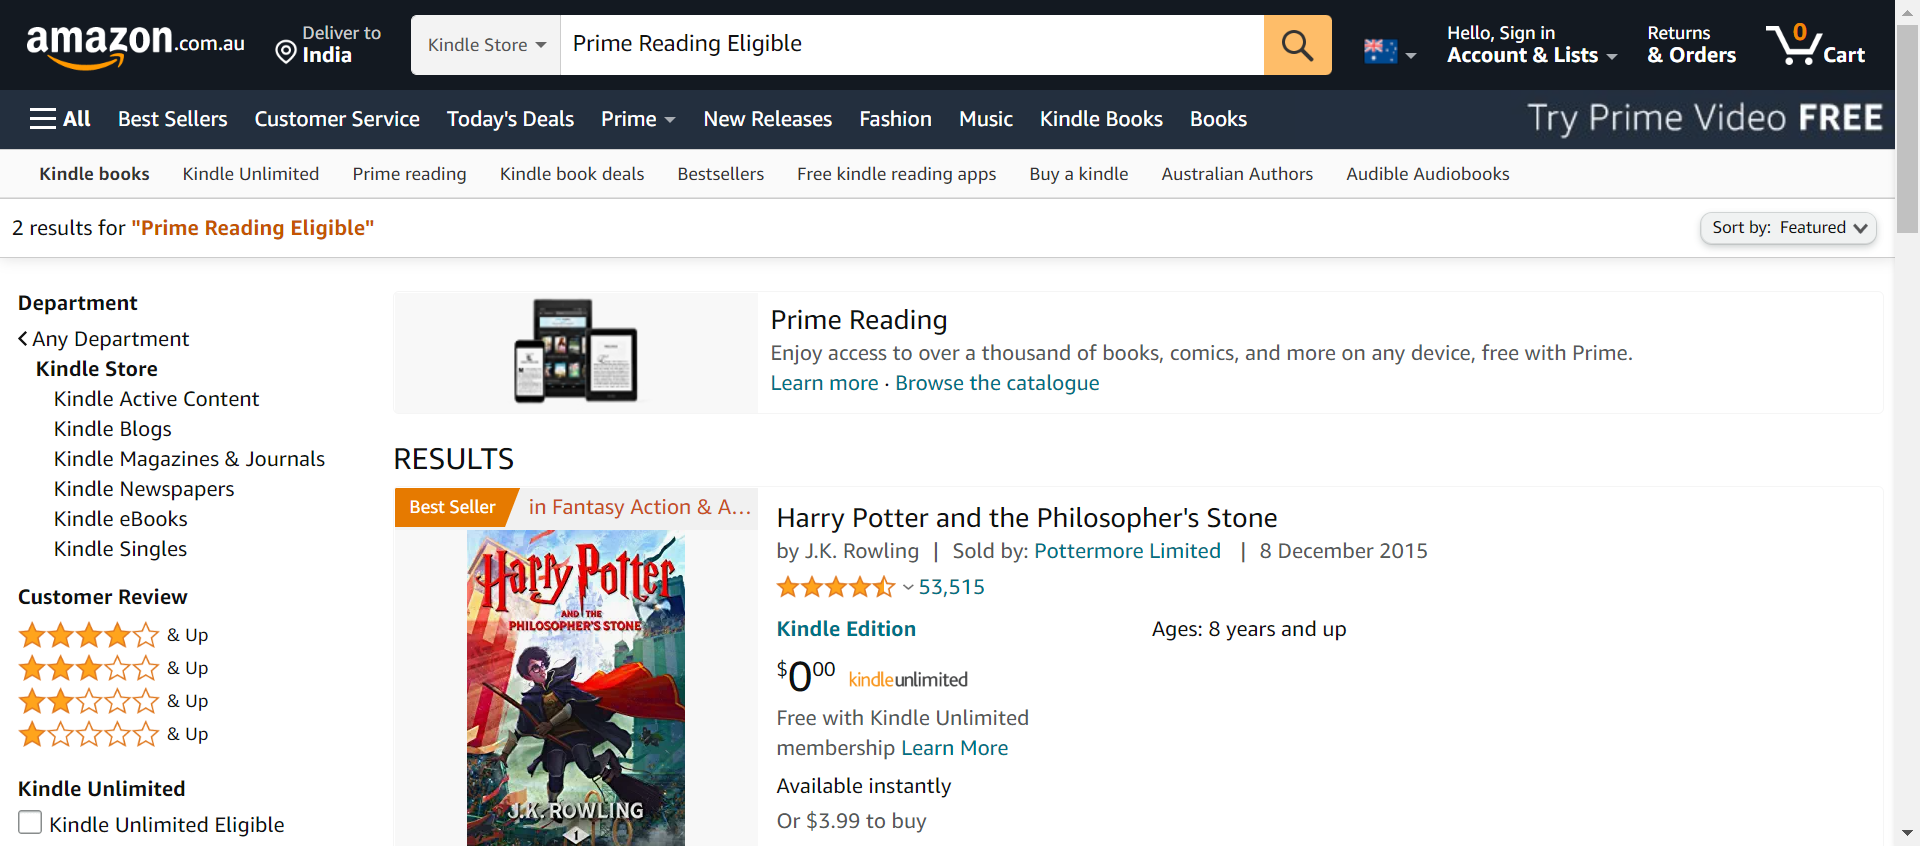 amazon.com.au
Deliver to
India
Kindle Store
Prime Reading Eligible
Hello, Sign in
Account & Lists
Returns
& Orders
0
Cart
All
Best Sellers
Customer Service
Today's Deals
Prime
New Releases
Fashion
Music
Kindle Books
Books
Try Prime Video FREE
Kindle books
Kindle Unlimited
Prime reading
Kindle book deals
Bestsellers
Free kindle reading apps
Buy a kindle
Australian Authors
Audible Audiobooks
2 results for "Prime Reading Eligible"
Sort by: Featured
Department
Any Department
Kindle Store
Kindle Active Content
Kindle Blogs
Kindle Magazines & Journals
Kindle Newspapers
Kindle eBooks
Kindle Singles
Customer Review
& Up
& Up
& Up
& Up
Kindle Unlimited
Kindle Unlimited Eligible
Prime Reading
Enjoy access to over a thousand of books, comics, and more on any device, free with Prime.
Learn more · Browse the catalogue
RESULTS
Best Seller
in Fantasy Action & A...
Harry Potter
AND THE
PHILOSOPHER'S STONE
J.K. ROWLING
1
Harry Potter and the Philosopher's Stone
by J.K. Rowling | Sold by: Pottermore Limited | 8 December 2015
53,515
Kindle Edition
Ages: 8 years and up
$000 kindleunlimited
Free with Kindle Unlimited
membership Learn More
Available instantly
Or $3.99 to buy